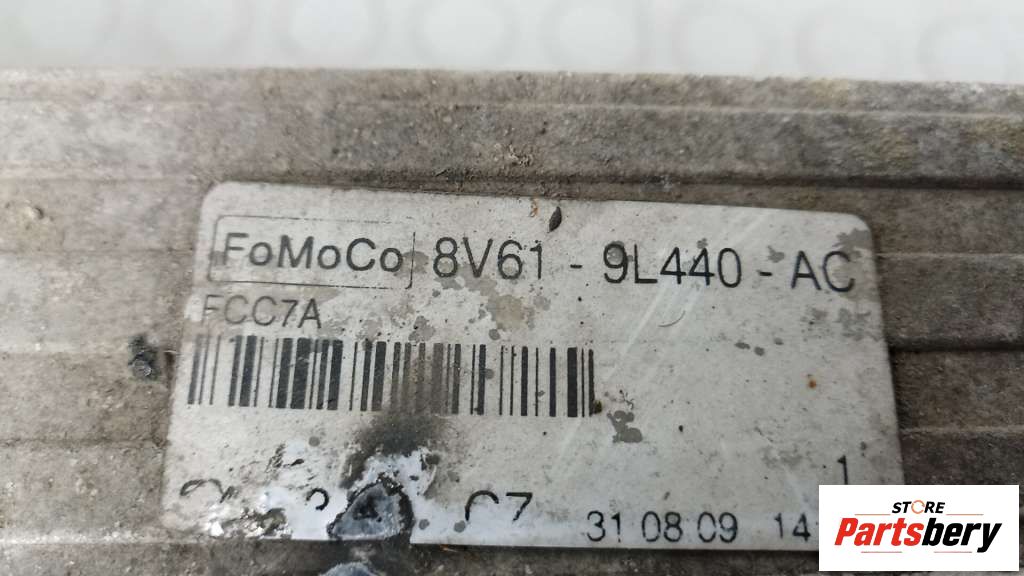 FoMoCo 8V61 - 9L440 - AC
FCC7A
1
C7 31 08 09 14
STORE
Partsbery